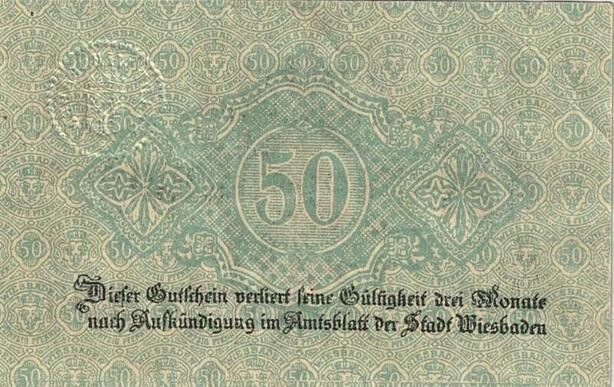 50
Dieser Gutschein verliert seine Gültigkeit drei Monate
nach Aufkündigung im Amtsblatt der Stadt Wiesbaden